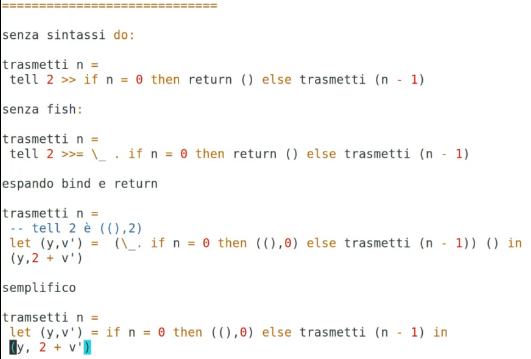 =============================
senza sintassi do:
trasmetti n =
tell 2 >> if n = 0 then return () else trasmetti (n - 1)
senza fish:
trasmetti n =
tell 2 >>= \_ . if n = 0 then return () else trasmetti (n - 1)
espando bind e return
trasmetti n =
-- tell 2 è ((),2)
let (y,v') =  (\_. if n = 0 then ((),0) else trasmetti (n - 1)) () in
(y,2 + v')
semplifico
tramsetti n =
let (y,v') = if n = 0 then ((),0) else trasmetti (n - 1) in
(y, 2 + v')